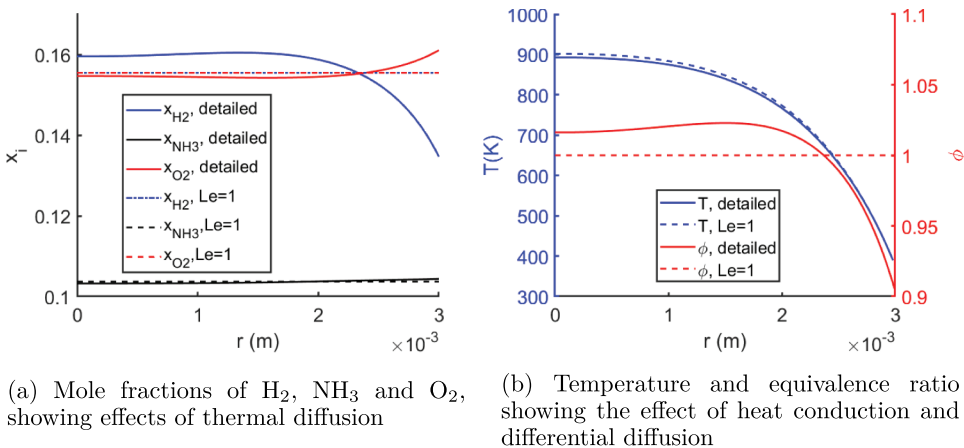 0.16
0.14
0.12
0.1
x_i
x_H2, detailed
x_NH3, detailed
x_O2, detailed
x_H2, Le=1
x_NH3,Le=1
x_O2,Le=1
0 1 2 3
r (m) ×10⁻³
1000
900
800
700
600
500
400
300
T(K)
T, detailed
T, Le=1
ϕ, detailed
ϕ, Le=1
1.1
1.05
1
0.95
0.9
ϕ
0 1 2 3
r (m) ×10⁻³
(a) Mole fractions of H₂, NH₃ and O₂,
showing effects of thermal diffusion
(b) Temperature and equivalence ratio
showing the effect of heat conduction and
differential diffusion